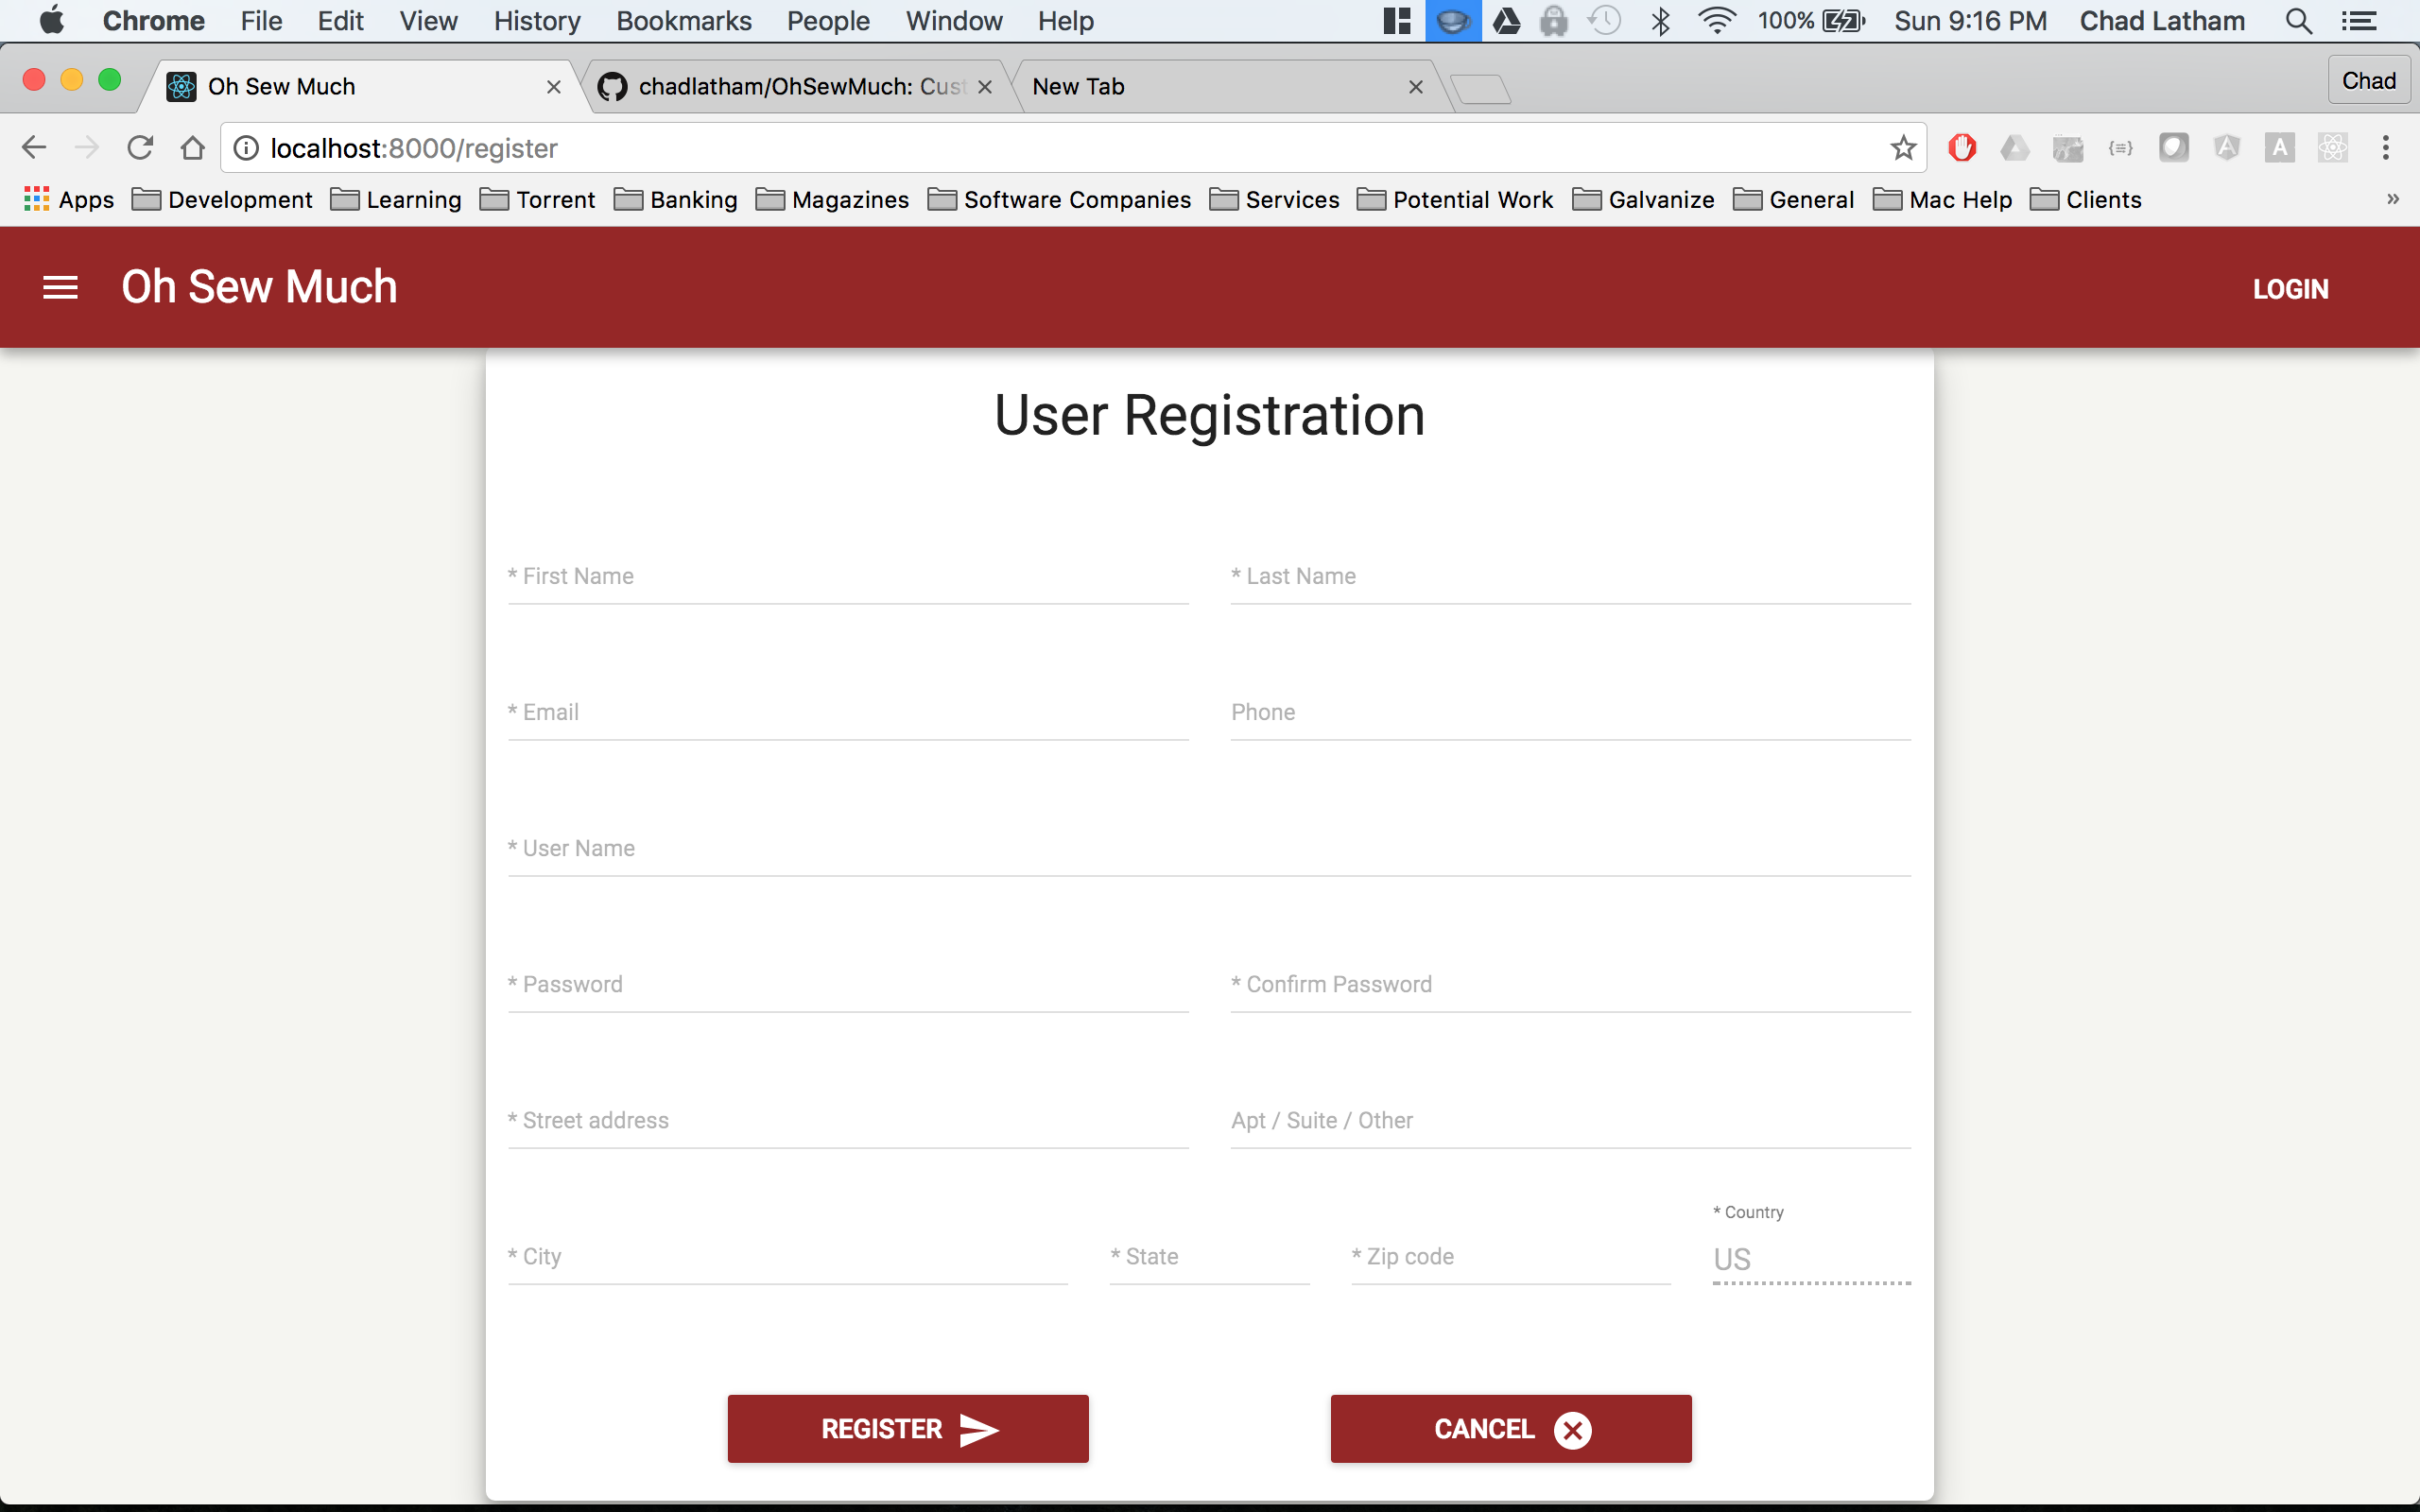 Chrome File Edit View History Bookmarks People Window Help 100% Sun 9:16 PM Chad Latham
Oh Sew Much chadlatham/OhSewMuch: Cust New Tab Chad
localhost:8000/register
Apps Development Learning Torrent Banking Magazines Software Companies Services Potential Work Galvanize General Mac Help Clients »
Oh Sew Much LOGIN
User Registration
* First Name * Last Name
* Email Phone
* User Name
* Password * Confirm Password
* Street address Apt / Suite / Other
* Country
* City * State * Zip code US
REGISTER CANCEL